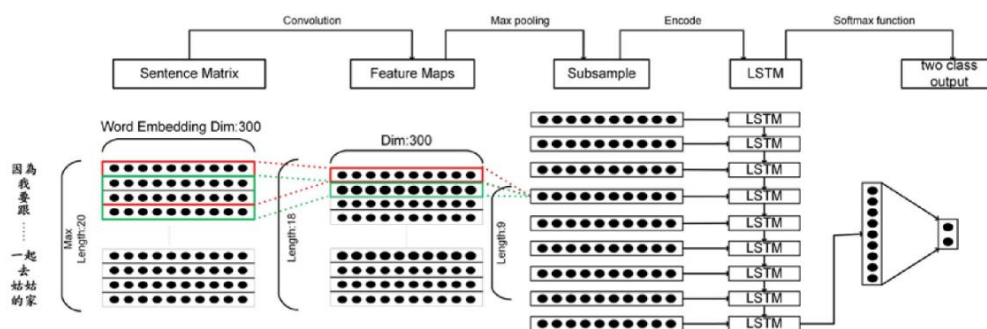 Convolution
Max pooling
Encode
Softmax function
Sentence Matrix
Feature Maps
Subsample
LSTM
two class
output
Word Embedding Dim:300
Dim:300
因為
我
要
跟
……
一起
去
姑姑
的家
Max
Length:20
Length:18
Length:9
LSTM
LSTM
LSTM
LSTM
LSTM
LSTM
LSTM
LSTM
LSTM